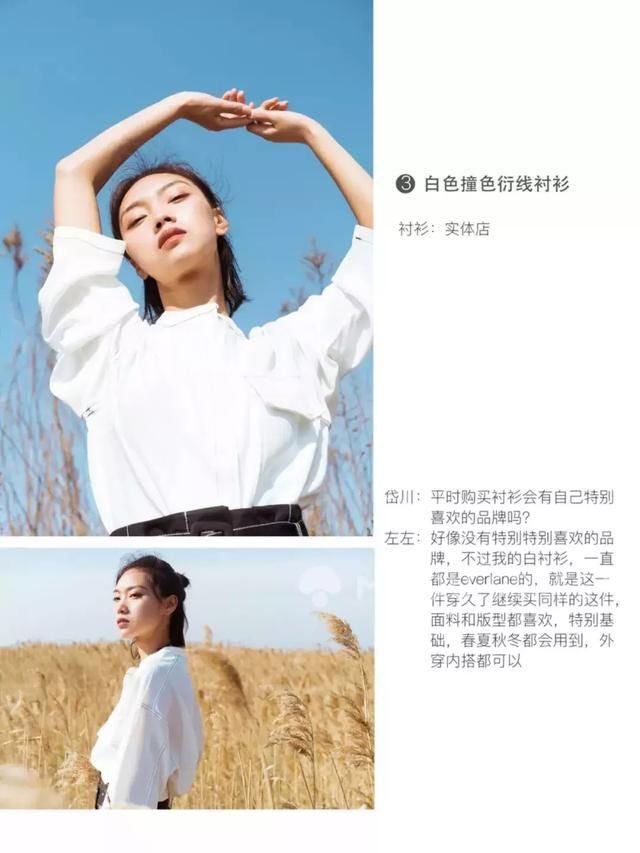 3 白色撞色衍线衬衫
衬衫：实体店
岱川：平时购买衬衫会有自己特别
喜欢的品牌吗？
左左：好像没有特别特别喜欢的品
牌，不过我的白衬衫，一直
都是everlane的，就是这一
件穿久了继续买同样的这件，
面料和版型都喜欢，特别基
础，春夏秋冬都会用到，外
穿内搭都可以